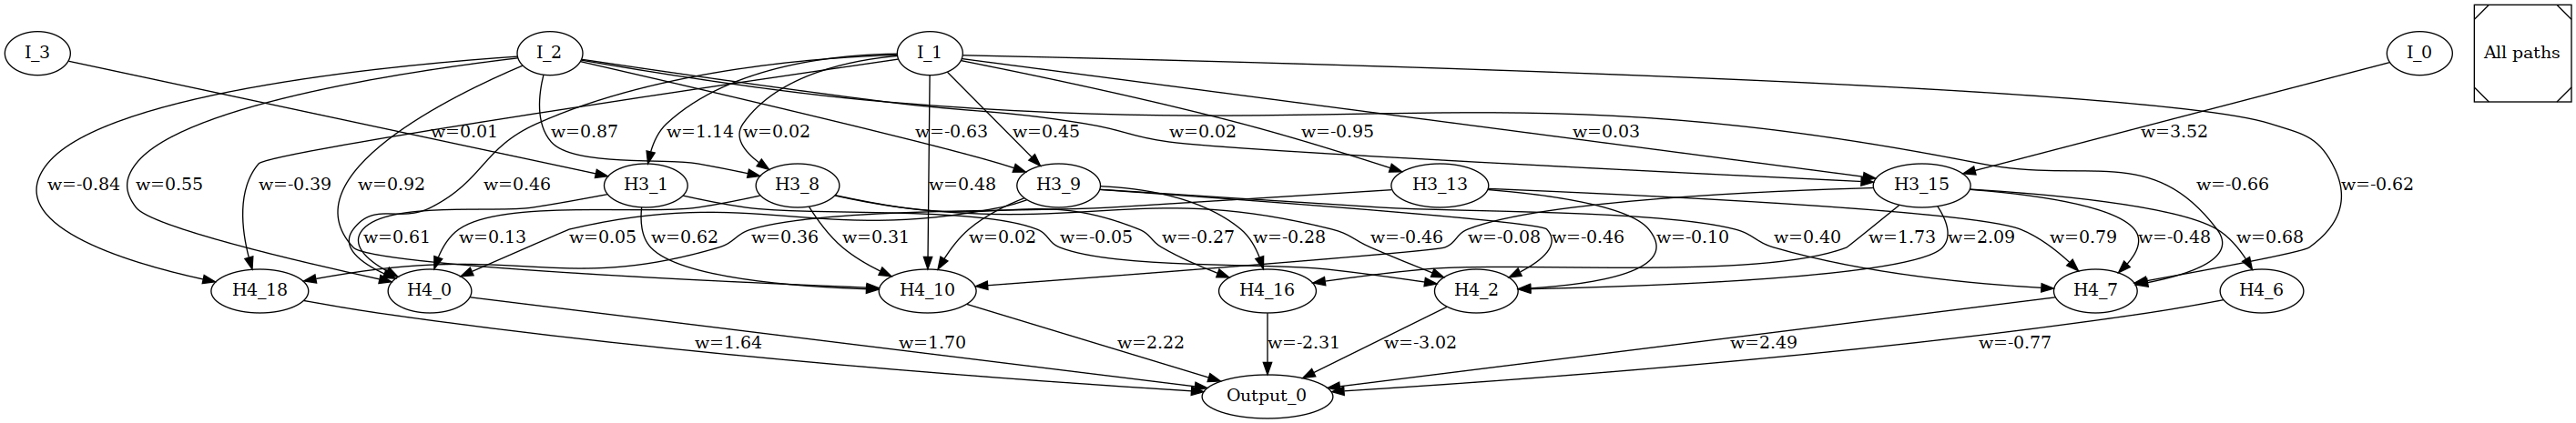 I_3
I_2
I_1
I_0
All paths
w=0.01
w=0.87
w=1.14
w=0.02
w=-0.63
w=0.45
w=0.02
w=-0.95
w=0.03
w=3.52
w=-0.84
w=0.55
w=-0.39
w=0.92
w=0.46
H3_1
H3_8
w=0.48
H3_9
H3_13
H3_15
w=-0.66
w=-0.62
w=0.61
w=0.13
w=0.05
w=0.62
w=0.36
w=0.31
w=0.02
w=-0.05
w=-0.27
w=-0.28
w=-0.46
w=-0.08
w=-0.46
w=-0.10
w=0.40
w=1.73
w=2.09
w=0.79
w=-0.48
w=0.68
H4_18
H4_0
H4_10
H4_16
H4_2
H4_7
H4_6
w=1.64
w=1.70
w=2.22
w=-2.31
w=-3.02
w=2.49
w=-0.77
Output_0